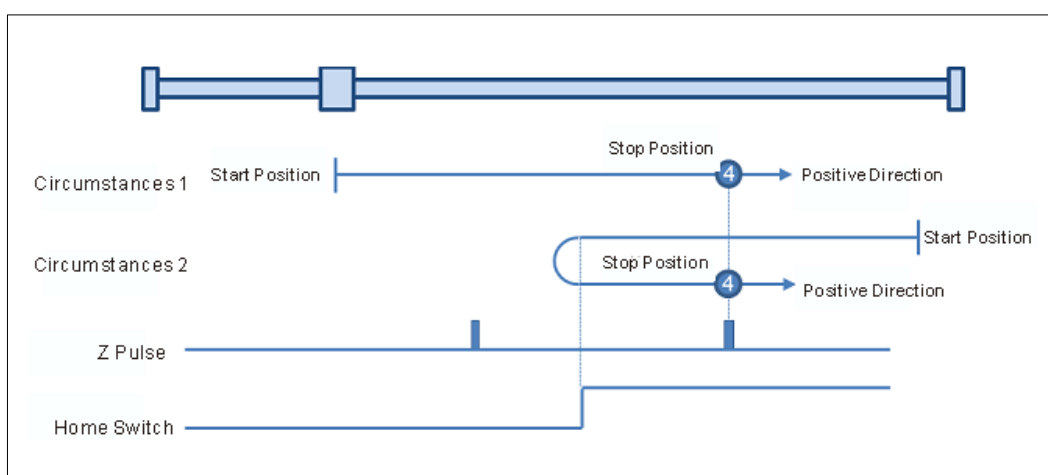 Stop Position
Circumstances 1 Start Position 4 Positive Direction
Start Position
Circumstances 2 Stop Position 4 Positive Direction
Z Pulse
Home Switch